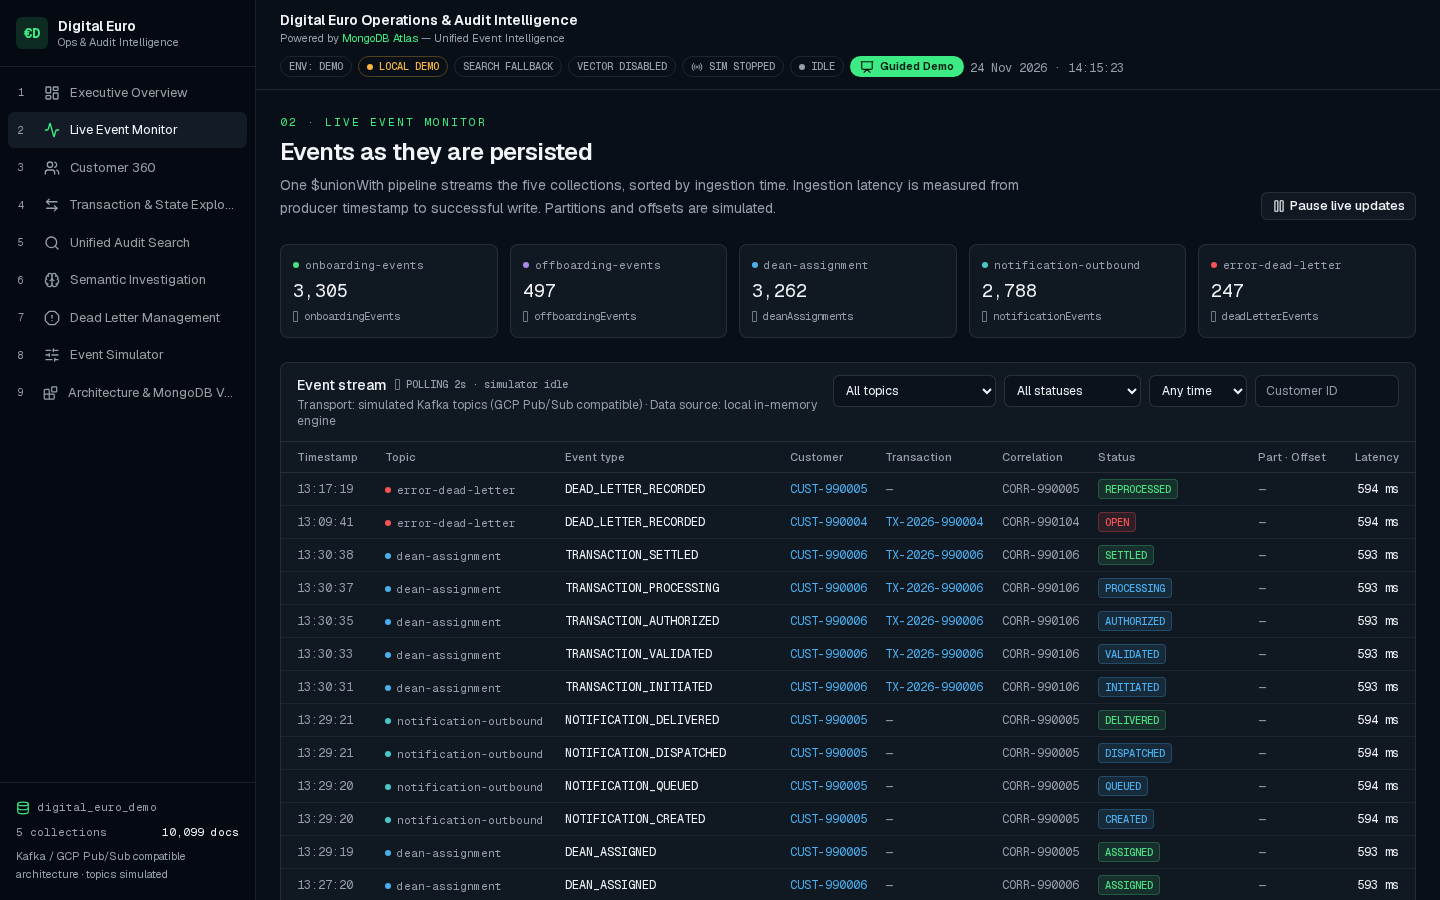 €D
Digital Euro
Ops & Audit Intelligence
1 Executive Overview
2 Live Event Monitor
3 Customer 360
4 Transaction & State Explo...
5 Unified Audit Search
6 Semantic Investigation
7 Dead Letter Management
8 Event Simulator
9 Architecture & MongoDB V...
digital_euro_demo
5 collections 10,099 docs
Kafka / GCP Pub/Sub compatible
architecture · topics simulated
Digital Euro Operations & Audit Intelligence
Powered by MongoDB Atlas — Unified Event Intelligence
ENV: DEMO LOCAL DEMO SEARCH FALLBACK VECTOR DISABLED SIM STOPPED IDLE Guided Demo 24 Nov 2026 · 14:15:23
02 · LIVE EVENT MONITOR
Events as they are persisted
One $unionWith pipeline streams the five collections, sorted by ingestion time. Ingestion latency is measured from
producer timestamp to successful write. Partitions and offsets are simulated.
Pause live updates
onboarding-events
3,305
onboardingEvents
offboarding-events
497
offboardingEvents
dean-assignment
3,262
deanAssignments
notification-outbound
2,788
notificationEvents
error-dead-letter
247
deadLetterEvents
Event stream POLLING 2s · simulator idle
Transport: simulated Kafka topics (GCP Pub/Sub compatible) · Data source: local in-memory
engine
All topics All statuses Any time Customer ID
Timestamp Topic Event type Customer Transaction Correlation Status Part · Offset Latency
13:17:19 error-dead-letter DEAD_LETTER_RECORDED CUST-990005 — CORR-990005 REPROCESSED — 594 ms
13:09:41 error-dead-letter DEAD_LETTER_RECORDED CUST-990004 TX-2026-990004 CORR-990104 OPEN — 594 ms
13:30:38 dean-assignment TRANSACTION_SETTLED CUST-990006 TX-2026-990006 CORR-990106 SETTLED — 593 ms
13:30:37 dean-assignment TRANSACTION_PROCESSING CUST-990006 TX-2026-990006 CORR-990106 PROCESSING — 593 ms
13:30:35 dean-assignment TRANSACTION_AUTHORIZED CUST-990006 TX-2026-990006 CORR-990106 AUTHORIZED — 593 ms
13:30:33 dean-assignment TRANSACTION_VALIDATED CUST-990006 TX-2026-990006 CORR-990106 VALIDATED — 593 ms
13:30:31 dean-assignment TRANSACTION_INITIATED CUST-990006 TX-2026-990006 CORR-990106 INITIATED — 593 ms
13:29:21 notification-outbound NOTIFICATION_DELIVERED CUST-990005 — CORR-990005 DELIVERED — 594 ms
13:29:21 notification-outbound NOTIFICATION_DISPATCHED CUST-990005 — CORR-990005 DISPATCHED — 594 ms
13:29:20 notification-outbound NOTIFICATION_QUEUED CUST-990005 — CORR-990005 QUEUED — 594 ms
13:29:20 notification-outbound NOTIFICATION_CREATED CUST-990005 — CORR-990005 CREATED — 594 ms
13:29:19 dean-assignment DEAN_ASSIGNED CUST-990005 — CORR-990005 ASSIGNED — 594 ms
13:27:20 dean-assignment DEAN_ASSIGNED CUST-990006 — CORR-990006 ASSIGNED — 593 ms